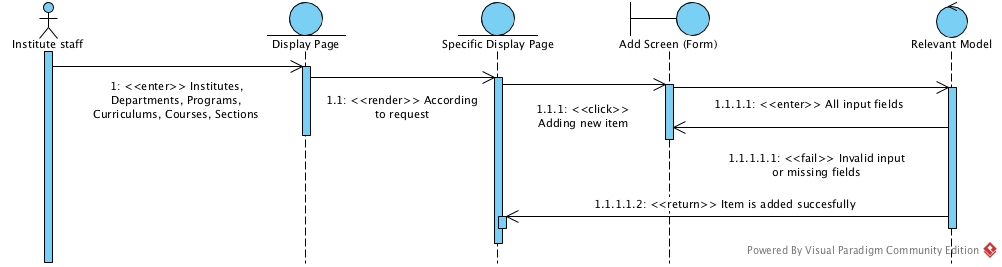 Institute staff
Display Page
Specific Display Page
Add Screen (Form)
Relevant Model
1: <<enter>> Institutes,
Departments, Programs,
Curriculums, Courses, Sections
1.1: <<render>> According
to request
1.1.1: <<click>>
Adding new item
1.1.1.1: <<enter>> All input fields
1.1.1.1.1: <<fail>> Invalid input
or missing fields
1.1.1.1.2: <<return>> Item is added succesfully
Powered By Visual Paradigm Community Edition